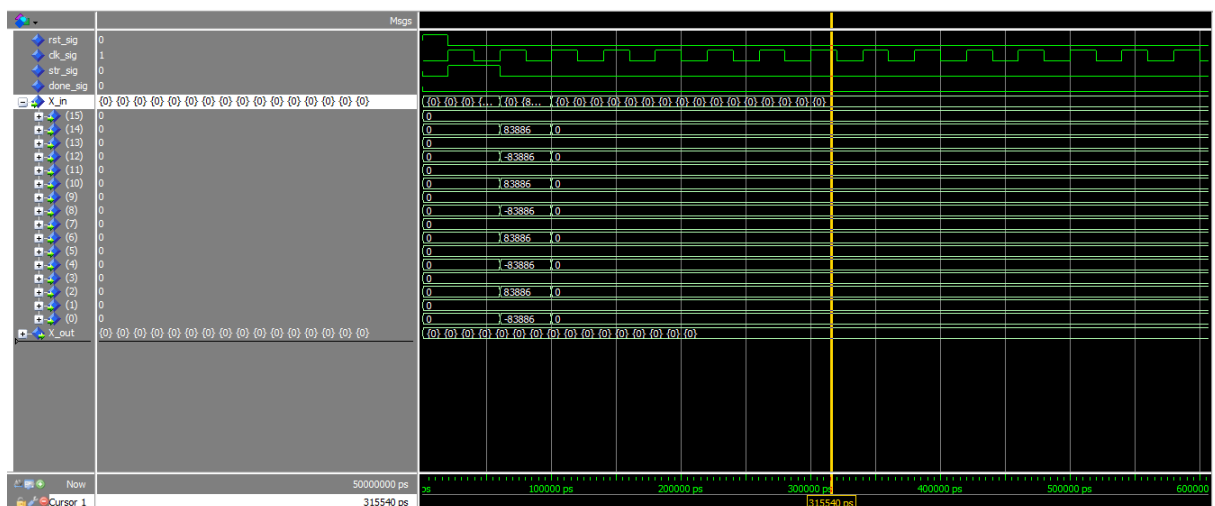 Msgs
rst_sig 0
clk_sig 1
str_sig 0
done_sig 0
X_in {0} {0} {0} {0} {0} {0} {0} {0} {0} {0} {0} {0} {0} {0} {0} {0} {0} {0} {0} {... {0} {8... {0} {0} {0} {0} {0} {0} {0} {0} {0} {0} {0} {0} {0} {0} {0} {0}
(15) 0 0
(14) 0 0 83886 0
(13) 0 0
(12) 0 0 -83886 0
(11) 0 0
(10) 0 0 83886 0
(9) 0 0
(8) 0 0 -83886 0
(7) 0 0
(6) 0 0 83886 0
(5) 0 0
(4) 0 0 -83886 0
(3) 0 0
(2) 0 0 83886 0
(1) 0 0
(0) 0 0 -83886 0
X_out {0} {0} {0} {0} {0} {0} {0} {0} {0} {0} {0} {0} {0} {0} {0} {0} {0} {0} {0} {0} {0} {0} {0} {0} {0} {0} {0} {0} {0} {0} {0} {0}
Now 50000000 ps ps 100000 ps 200000 ps 300000 ps 400000 ps 500000 ps 600000
Cursor 1 315540 ps 315540 ps